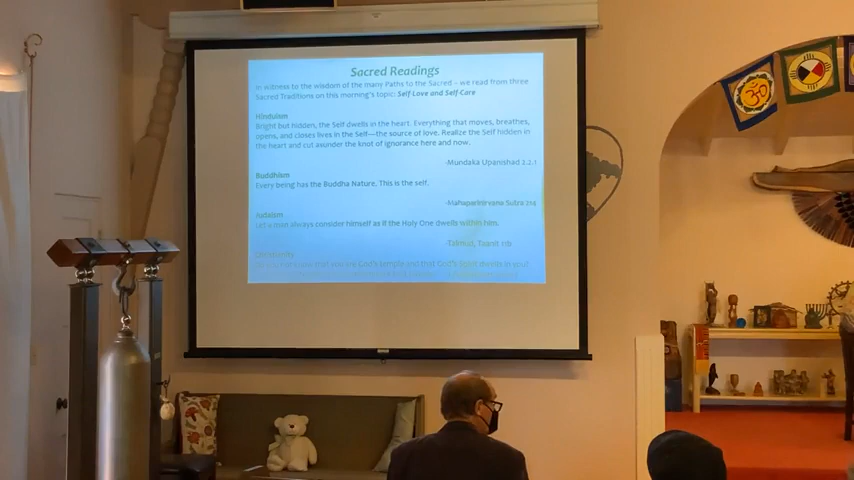 Sacred Readings
In witness to the wisdom of the many Paths to the Sacred – we read from three
Sacred Traditions on this morning's topic: Self-Love and Self-Care
Hinduism
Bright but hidden, the Self dwells in the heart. Everything that moves, breathes,
opens, and closes lives in the Self—the source of love. Realize the Self hidden in
the heart and cut asunder the knot of ignorance here and now.
-Mundaka Upanishad 2.2.1
Buddhism
Every being has the Buddha Nature. This is the self.
-Mahaparinirvana Sutra 214
Judaism
Let a man always consider himself as if the Holy One dwells within him.
-Talmud, Taanit 11b
Christianity
that you are God's temple and that God's Spirit dwells in you?
ॐ